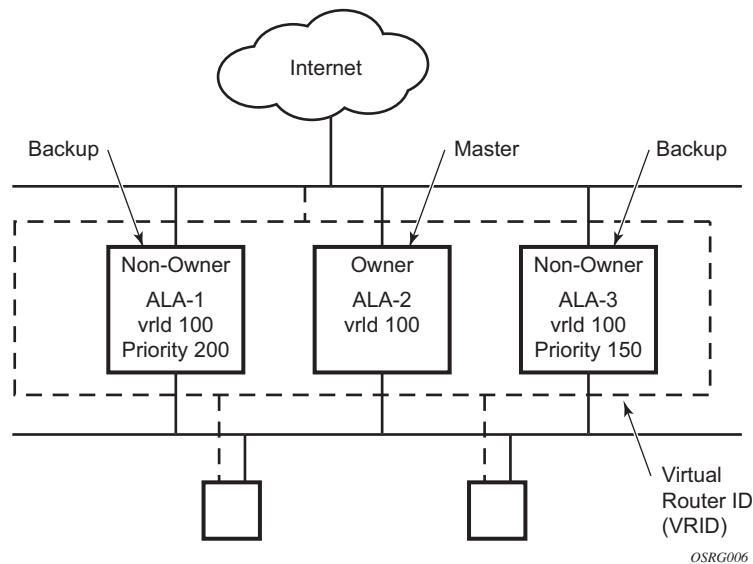 Internet
Backup
Master
Backup
Non-Owner
ALA-1
vrld 100
Priority 200
Owner
ALA-2
vrld 100
Non-Owner
ALA-3
vrld 100
Priority 150
Virtual
Router ID
(VRID)
OSRG006